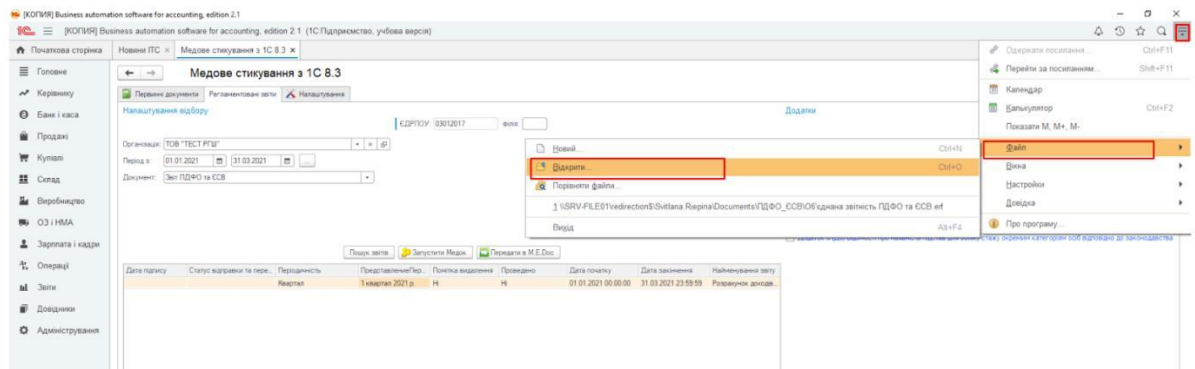 [КОПИЯ] Business automation software for accounting, edition 2.1
[КОПИЯ] Business automation software for accounting, edition 2.1 (1С:Підприємство, учбова версія)
Початкова сторінка Новини ІТС × Медове стикування з 1С 8.3 ×
Головне
Керівнику
Банк і каса
Продажі
Купівлі
Склад
Виробництво
ОЗ і НМА
Зарплата і кадри
Операції
Звіти
Довідники
Адміністрування
Медове стикування з 1С 8.3
Первинні документи Регламентовані звіти Налаштування
Налаштування відбору
Додатки
ЄДРПОУ: 03012017 філія:
Організація: ТОВ "ТЕСТ РГШ"
Період з: 01.01.2021 31.03.2021 ...
Документ: Звіт ПДФО та ЄСВ
Одержати посилання... Ctrl+F11
Перейти за посиланням... Shift+F11
Календар
Калькулятор Ctrl+F2
Показати M, M+, M-
Файл
Вікна
Настройки
Довідка
Про програму...
Новий... Ctrl+N
Відкрити... Ctrl+O
Порівняти файли...
1 \\SRV-FILE01\redirection$\Svitlana Riepina\Documents\ПДФО_ЄСВ\Об'єднана звітність ПДФО та ЄСВ.erf
Вихід Alt+F4
Пошук звітів Запустити Медок Передати в M.E.Doc
Дата підпису Статус відправки та пере... Періодичність ПредставлениеПер... Помітка видалення Проведено Дата початку Дата закінчення Найменування звіту
Квартал 1 квартал 2021 р. Ні Ні 01.01.2021 00:00:00 31.03.2021 23:59:59 Розрахунок доходів...